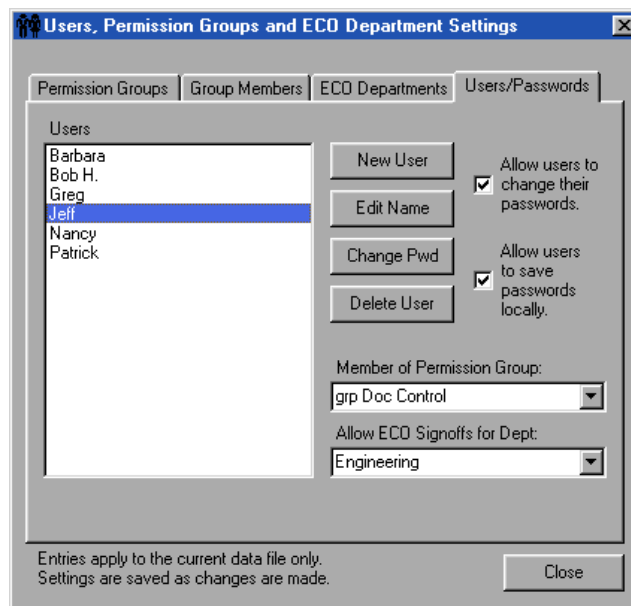 Users, Permission Groups and ECO Department Settings
Permission Groups
Group Members
ECO Departments
Users/Passwords
Users
Barbara
Bob H.
Greg
Jeff
Nancy
Patrick
New User
Edit Name
Change Pwd
Delete User
Allow users to
change their
passwords.
Allow users
to save
passwords
locally.
Member of Permission Group:
grp Doc Control
Allow ECO Signoffs for Dept:
Engineering
Entries apply to the current data file only.
Settings are saved as changes are made.
Close